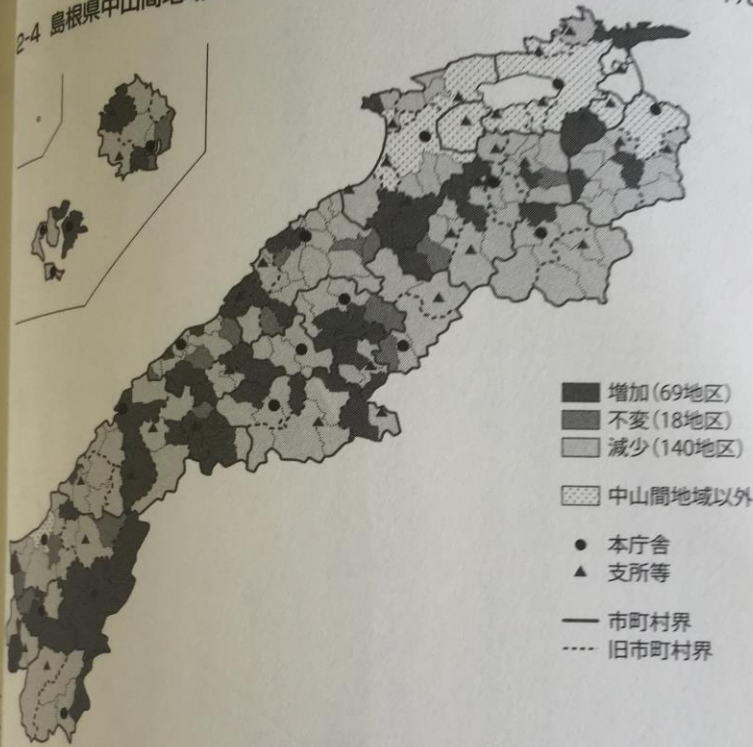 2-4 島根県中山間地域
増加(69地区)
不変(18地区)
減少(140地区)
中山間地域以外
本庁舎
支所等
市町村界
旧市町村界